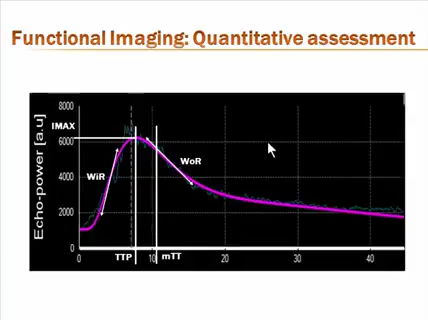 Functional Imaging: Quantitative assessment
8000
IMAX
6000
WoR
WiR
4000
2000
0
Echo-power [a.u]
0
TTP
10
mTT
20
30
40